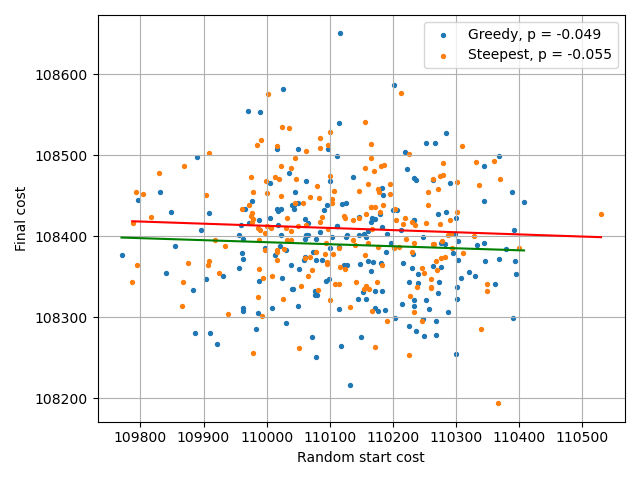 Greedy, p = -0.049
Steepest, p = -0.055
108600
108500
108400
108300
108200
Final cost
109800 109900 110000 110100 110200 110300 110400 110500
Random start cost